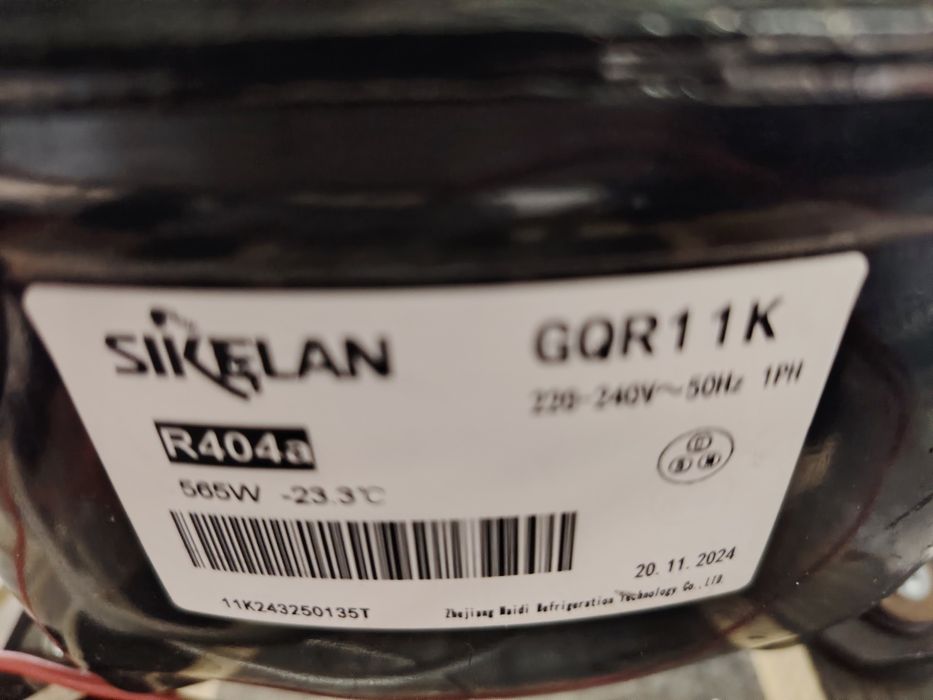 SIKELAN
GQR11K
220-240V~50Hz 1PH
R404a
565W -23.3℃
20.11.2024
11K243250135T
Zhejiang Refrigeration Technology Co., LTD.